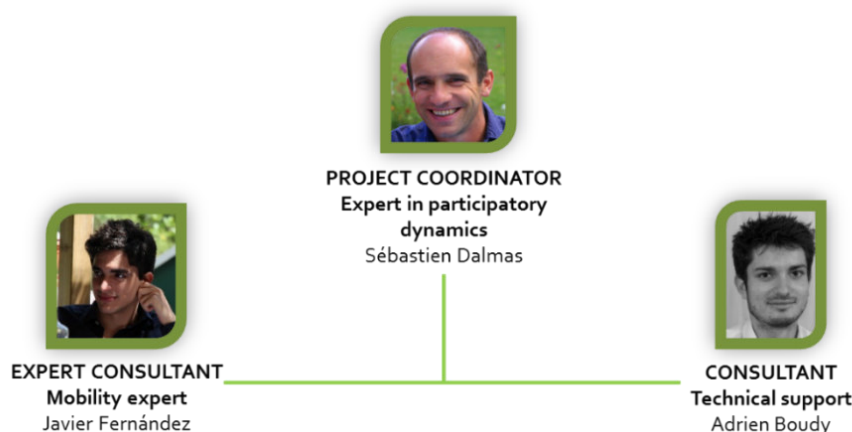 PROJECT COORDINATOR
Expert in participatory
dynamics
Sébastien Dalmas
EXPERT CONSULTANT
Mobility expert
Javier Fernández
CONSULTANT
Technical support
Adrien Boudy